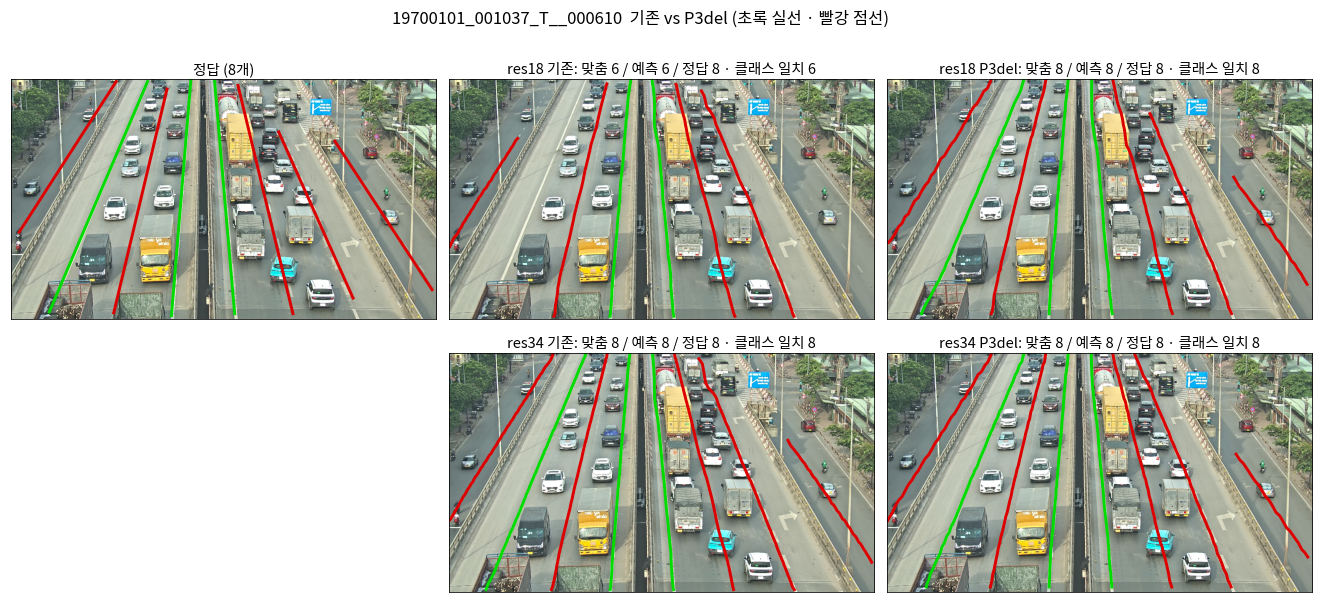 19700101_001037_T__000610 기존 vs P3del (초록 실선 · 빨강 점선)
정답 (8개)
res18 기존: 맞춤 6 / 예측 6 / 정답 8 · 클래스 일치 6
res18 P3del: 맞춤 8 / 예측 8 / 정답 8 · 클래스 일치 8
res34 기존: 맞춤 8 / 예측 8 / 정답 8 · 클래스 일치 8
res34 P3del: 맞춤 8 / 예측 8 / 정답 8 · 클래스 일치 8